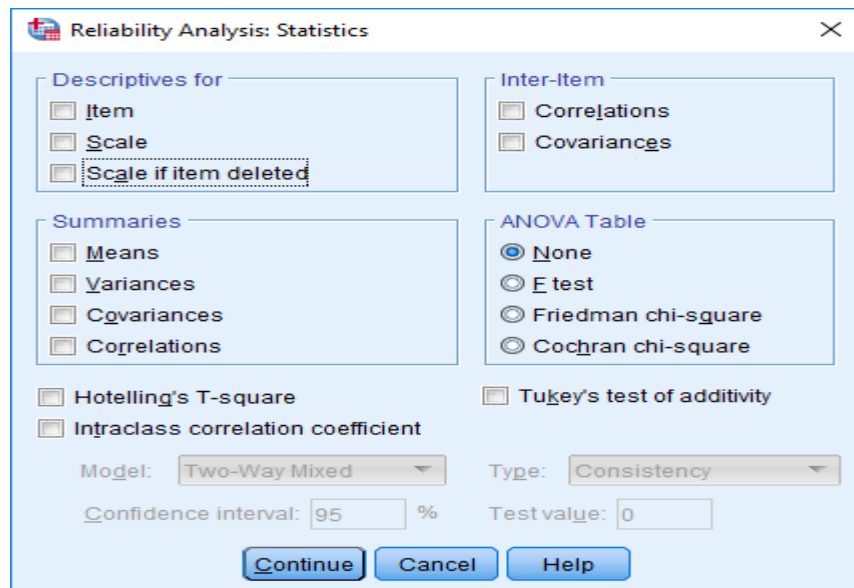 Reliability Analysis: Statistics
Descriptives for
Item
Scale
Scale if item deleted
Inter-Item
Correlations
Covariances
Summaries
Means
Variances
Covariances
Correlations
ANOVA Table
None
F test
Friedman chi-square
Cochran chi-square
Hotelling's T-square
Tukey's test of additivity
Intraclass correlation coefficient
Model: Two-Way Mixed Type: Consistency
Confidence interval: 95 % Test value: 0
Continue Cancel Help